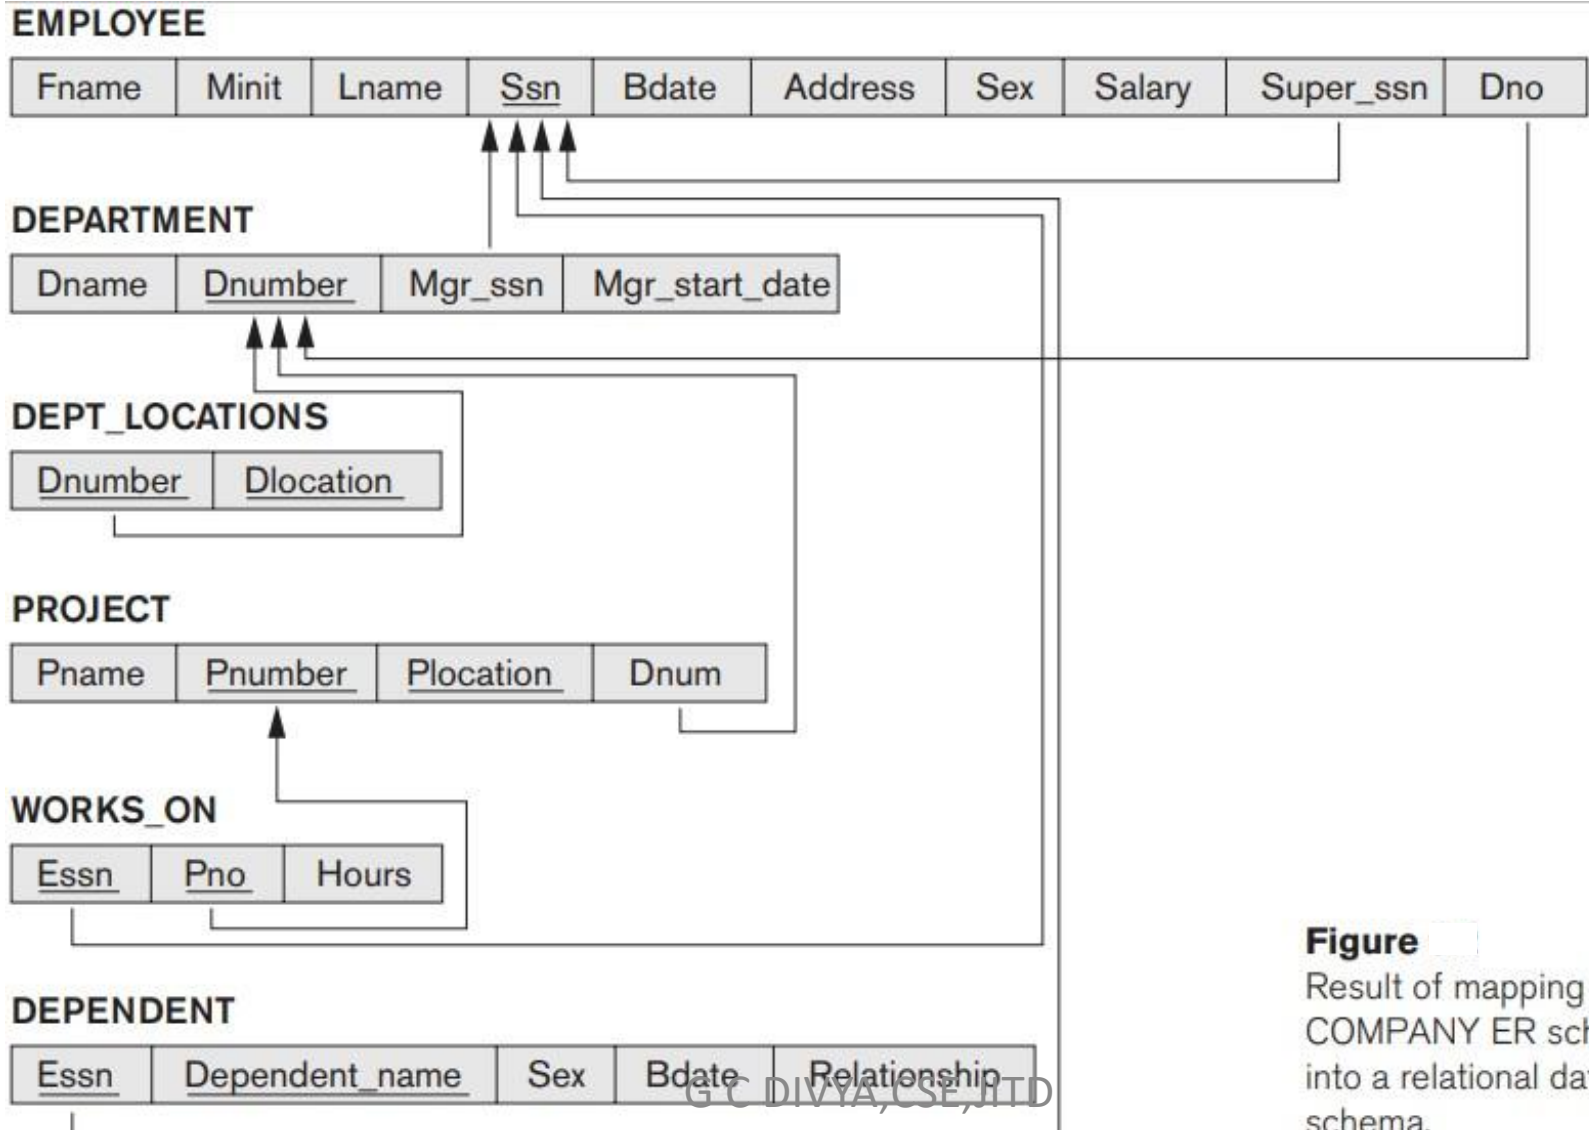 EMPLOYEE
Fname Minit Lname Ssn Bdate Address Sex Salary Super_ssn Dno
DEPARTMENT
Dname Dnumber Mgr_ssn Mgr_start_date
DEPT_LOCATIONS
Dnumber Dlocation
PROJECT
Pname Pnumber Plocation Dnum
WORKS_ON
Essn Pno Hours
DEPENDENT
Essn Dependent_name Sex Bdate Relationship
G C DIVYA,CSE,JITD
Figure
Result of mapping
COMPANY ER
into a relational
schema.